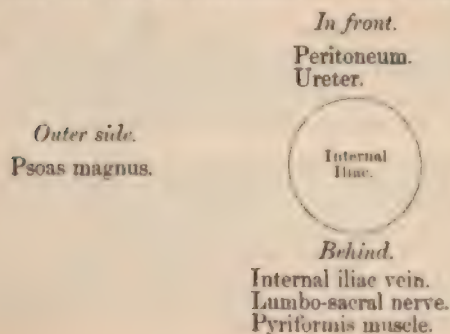 In front.
Peritoneum.
Ureter.
Outer side.
Psoas magnus.
Internal
Iliac.
Behind.
Internal iliac vein.
Lumbo-sacral nerve.
Pyriformis muscle.